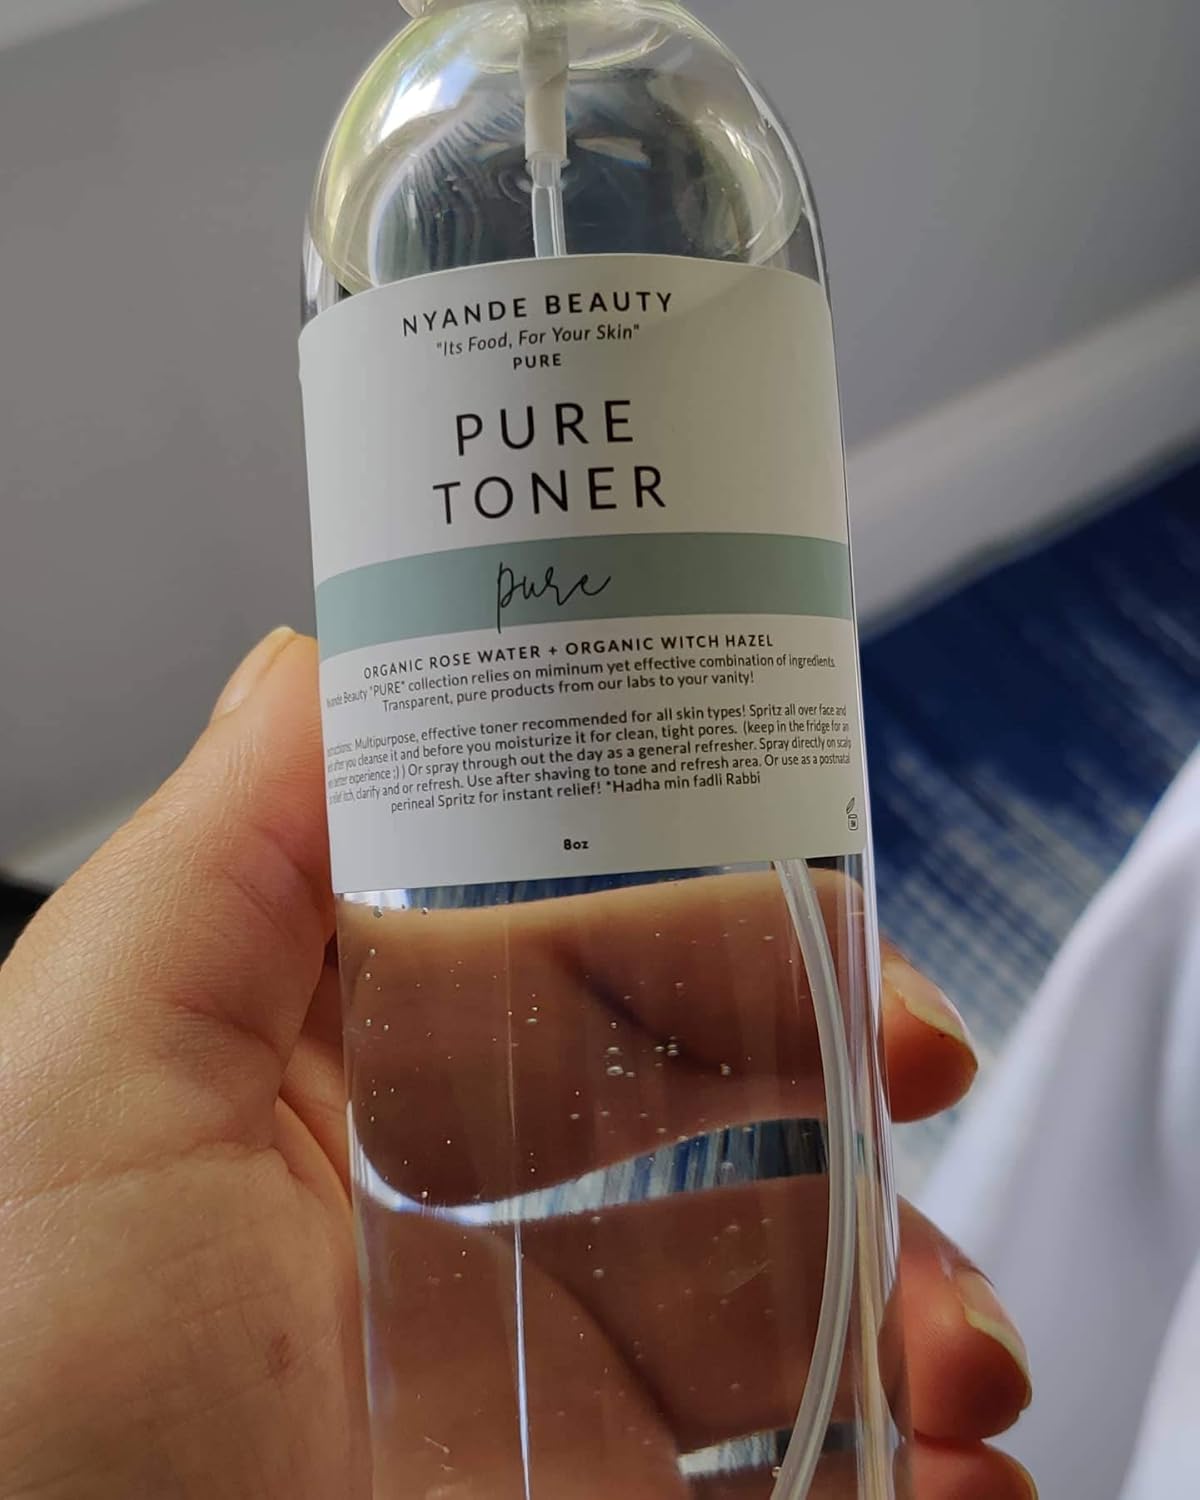 NYANDE BEAUTY
"Its Food, For Your Skin"
PURE
PURE
TONER
pure
ORGANIC ROSE WATER + ORGANIC WITCH HAZEL
Beauty "PURE" collection relies on miminum yet effective combination of ingredients.
Transparent, pure products from our labs to your vanity!
Multipurpose, effective toner recommended for all skin types! Spritz all over face and
after you cleanse it and before you moisturize it for clean, tight pores. (keep in the fridge for an
better experience ;) ) Or spray through out the day as a general refresher. Spray directly on scalp
itch, clarify and or refresh. Use after shaving to tone and refresh area. Or use as a postnatal
perineal Spritz for instant relief! *Hadha min fadli Rabbi
8oz